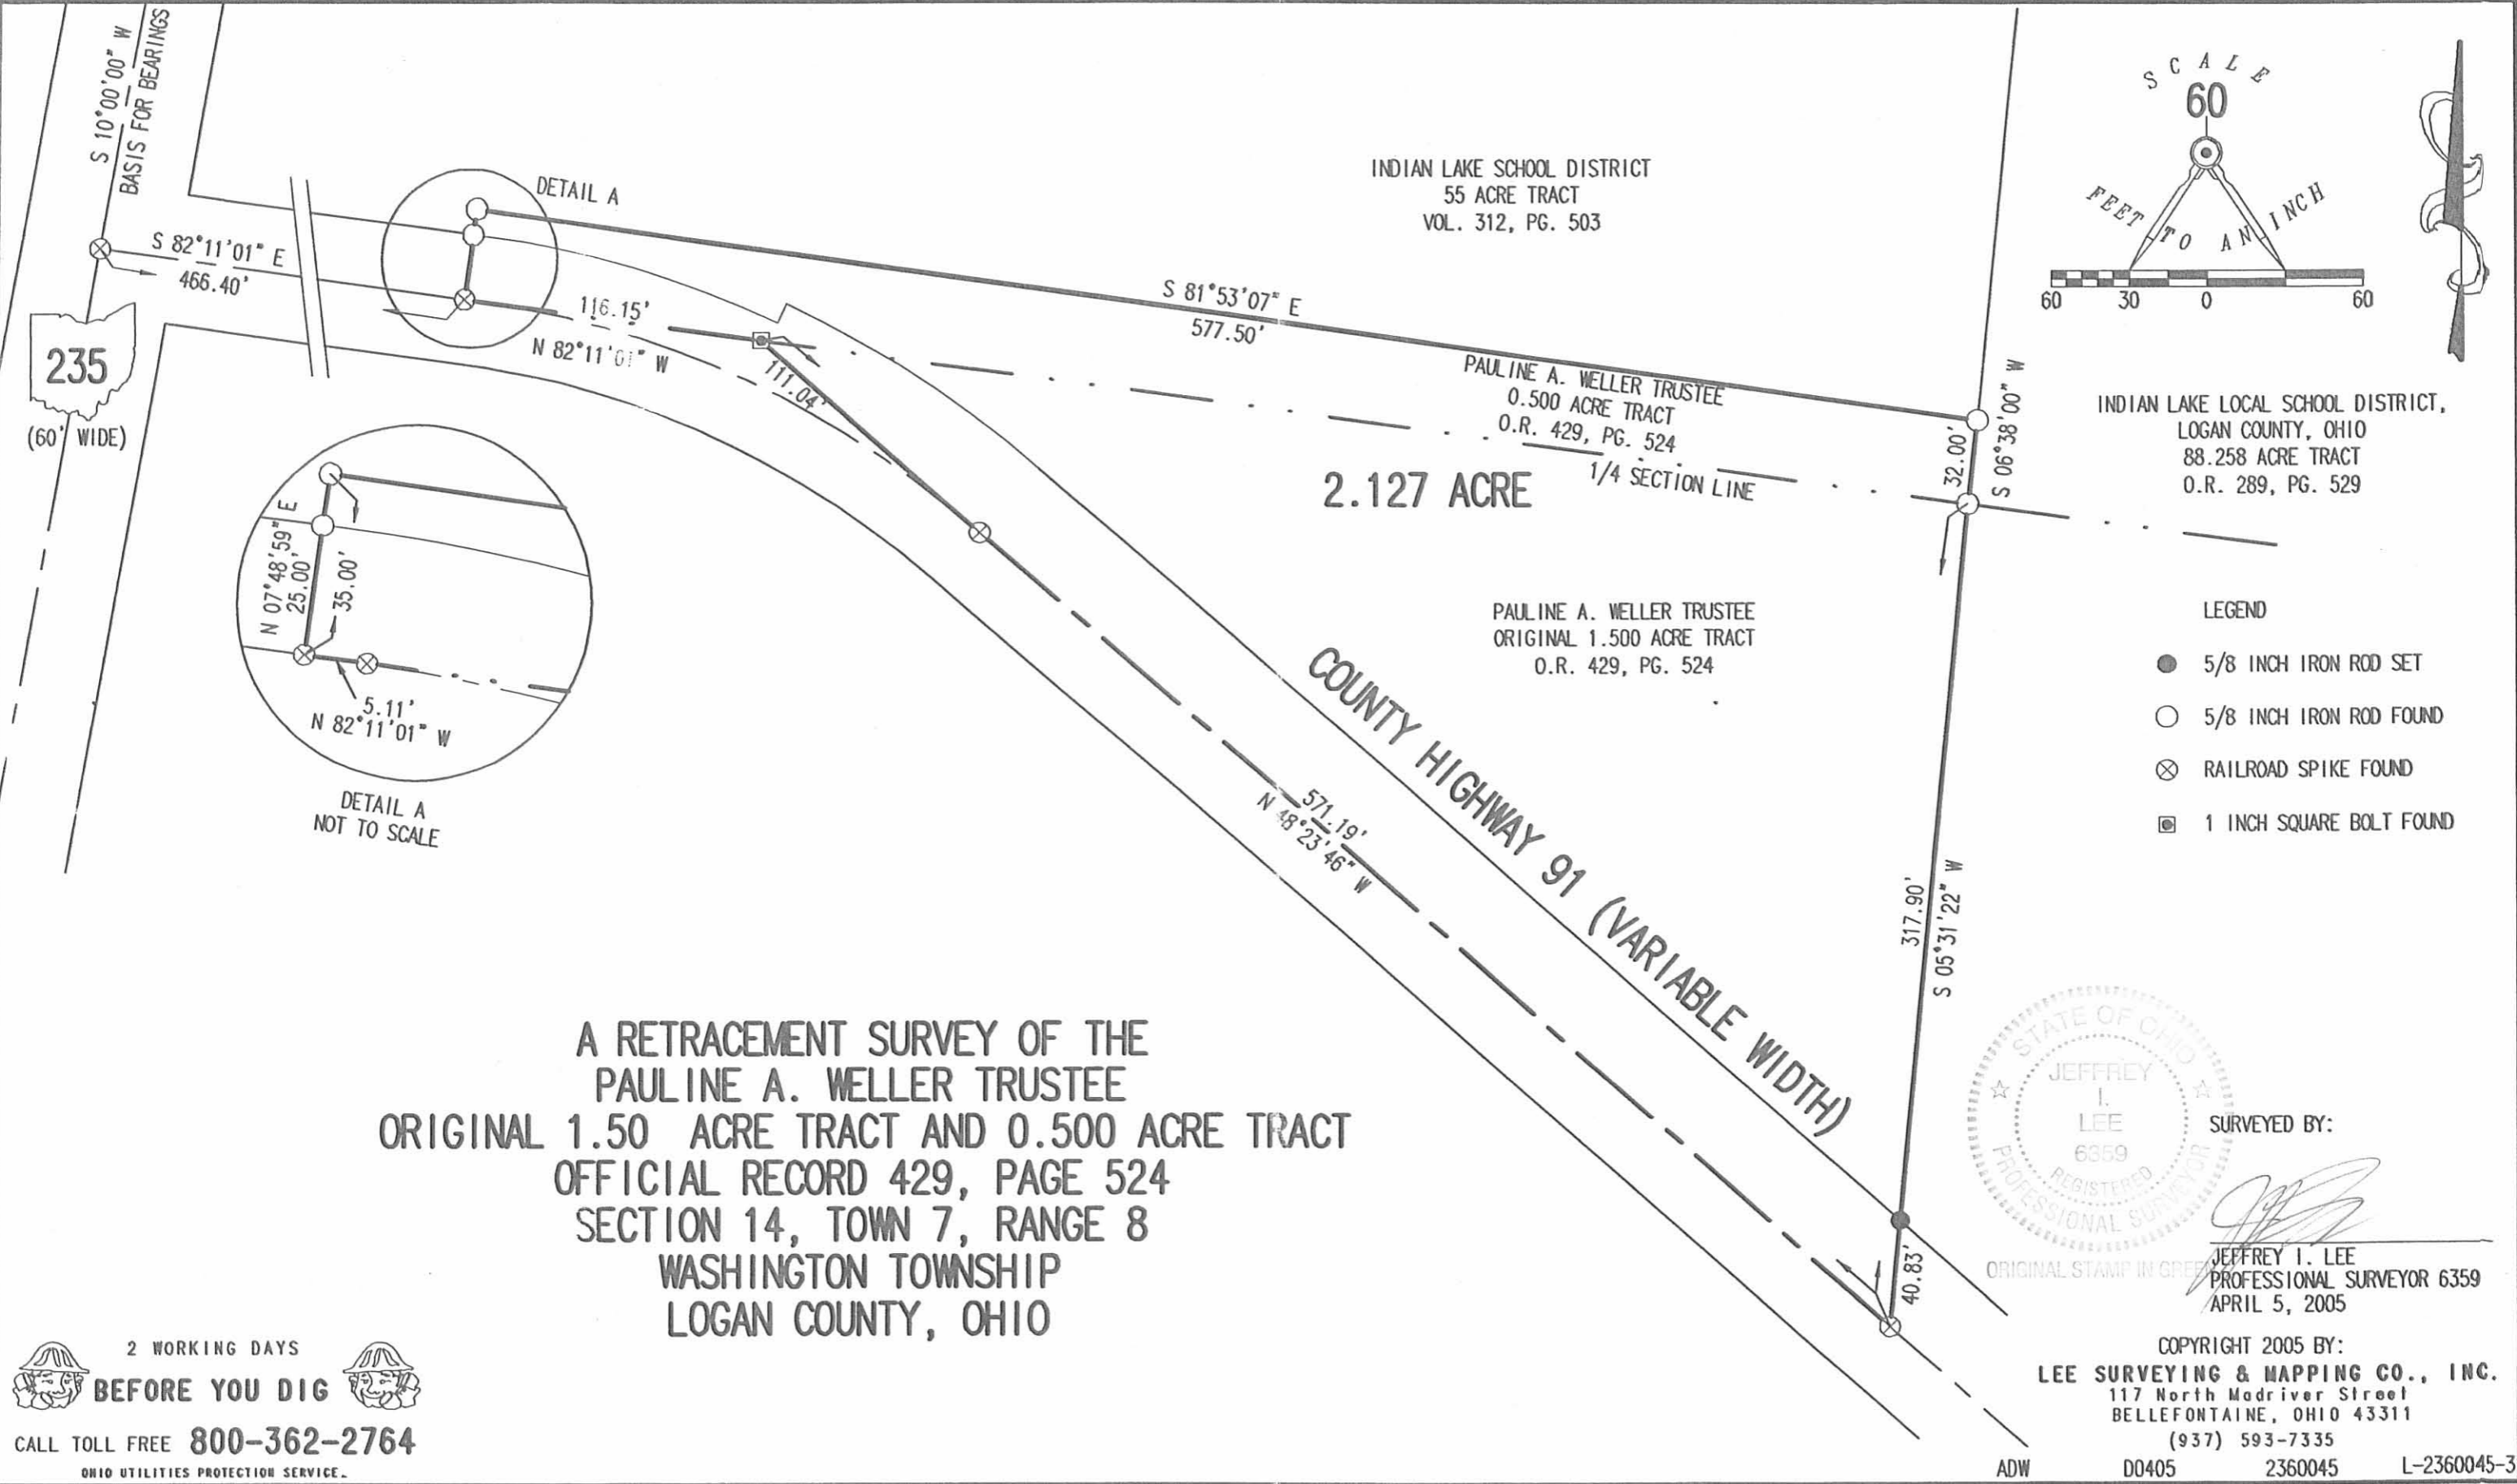 S 10°00'00" W
BASIS FOR BEARINGS
S 82°11'01" E
466.40'
235
(60' WIDE)
DETAIL A
116.15'
N 82°11'01" W
111.04'
INDIAN LAKE SCHOOL DISTRICT
55 ACRE TRACT
VOL. 312, PG. 503
S 81°53'07" E
577.50'
PAULINE A. WELLER TRUSTEE
0.500 ACRE TRACT
O.R. 429, PG. 524
1/4 SECTION LINE
2.127 ACRE
32.00'
S 06°38'00" W
SCALE
60
FEET TO AN INCH
60 30 0 60
INDIAN LAKE LOCAL SCHOOL DISTRICT,
LOGAN COUNTY, OHIO
88.258 ACRE TRACT
O.R. 289, PG. 529
N 07°48'59" E
25.00'
35.00'
5.11'
N 82°11'01" W
DETAIL A
NOT TO SCALE
PAULINE A. WELLER TRUSTEE
ORIGINAL 1.500 ACRE TRACT
O.R. 429, PG. 524
LEGEND
5/8 INCH IRON ROD SET
5/8 INCH IRON ROD FOUND
RAILROAD SPIKE FOUND
1 INCH SQUARE BOLT FOUND
COUNTY HIGHWAY 91 (VARIABLE WIDTH)
571.19'
N 48°23'46" W
317.90'
S 05°31'22" W
40.83'
A RETRACEMENT SURVEY OF THE
PAULINE A. WELLER TRUSTEE
ORIGINAL 1.50 ACRE TRACT AND 0.500 ACRE TRACT
OFFICIAL RECORD 429, PAGE 524
SECTION 14, TOWN 7, RANGE 8
WASHINGTON TOWNSHIP
LOGAN COUNTY, OHIO
STATE OF OHIO
JEFFREY
I.
LEE
6359
REGISTERED
PROFESSIONAL SURVEYOR
ORIGINAL STAMP IN GREEN
SURVEYED BY:
JEFFREY I. LEE
PROFESSIONAL SURVEYOR 6359
APRIL 5, 2005
COPYRIGHT 2005 BY:
LEE SURVEYING & MAPPING CO., INC.
117 North Madriver Street
BELLEFONTAINE, OHIO 43311
(937) 593-7335
ADW D0405 2360045 L-2360045-3
2 WORKING DAYS
BEFORE YOU DIG
CALL TOLL FREE 800-362-2764
OHIO UTILITIES PROTECTION SERVICE.